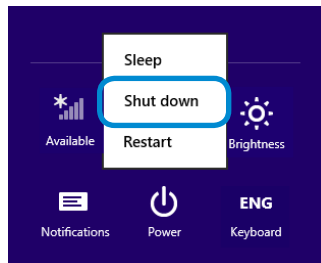 Sleep
Shut down
Restart
Available
Brightness
ENG
Notifications
Power
Keyboard